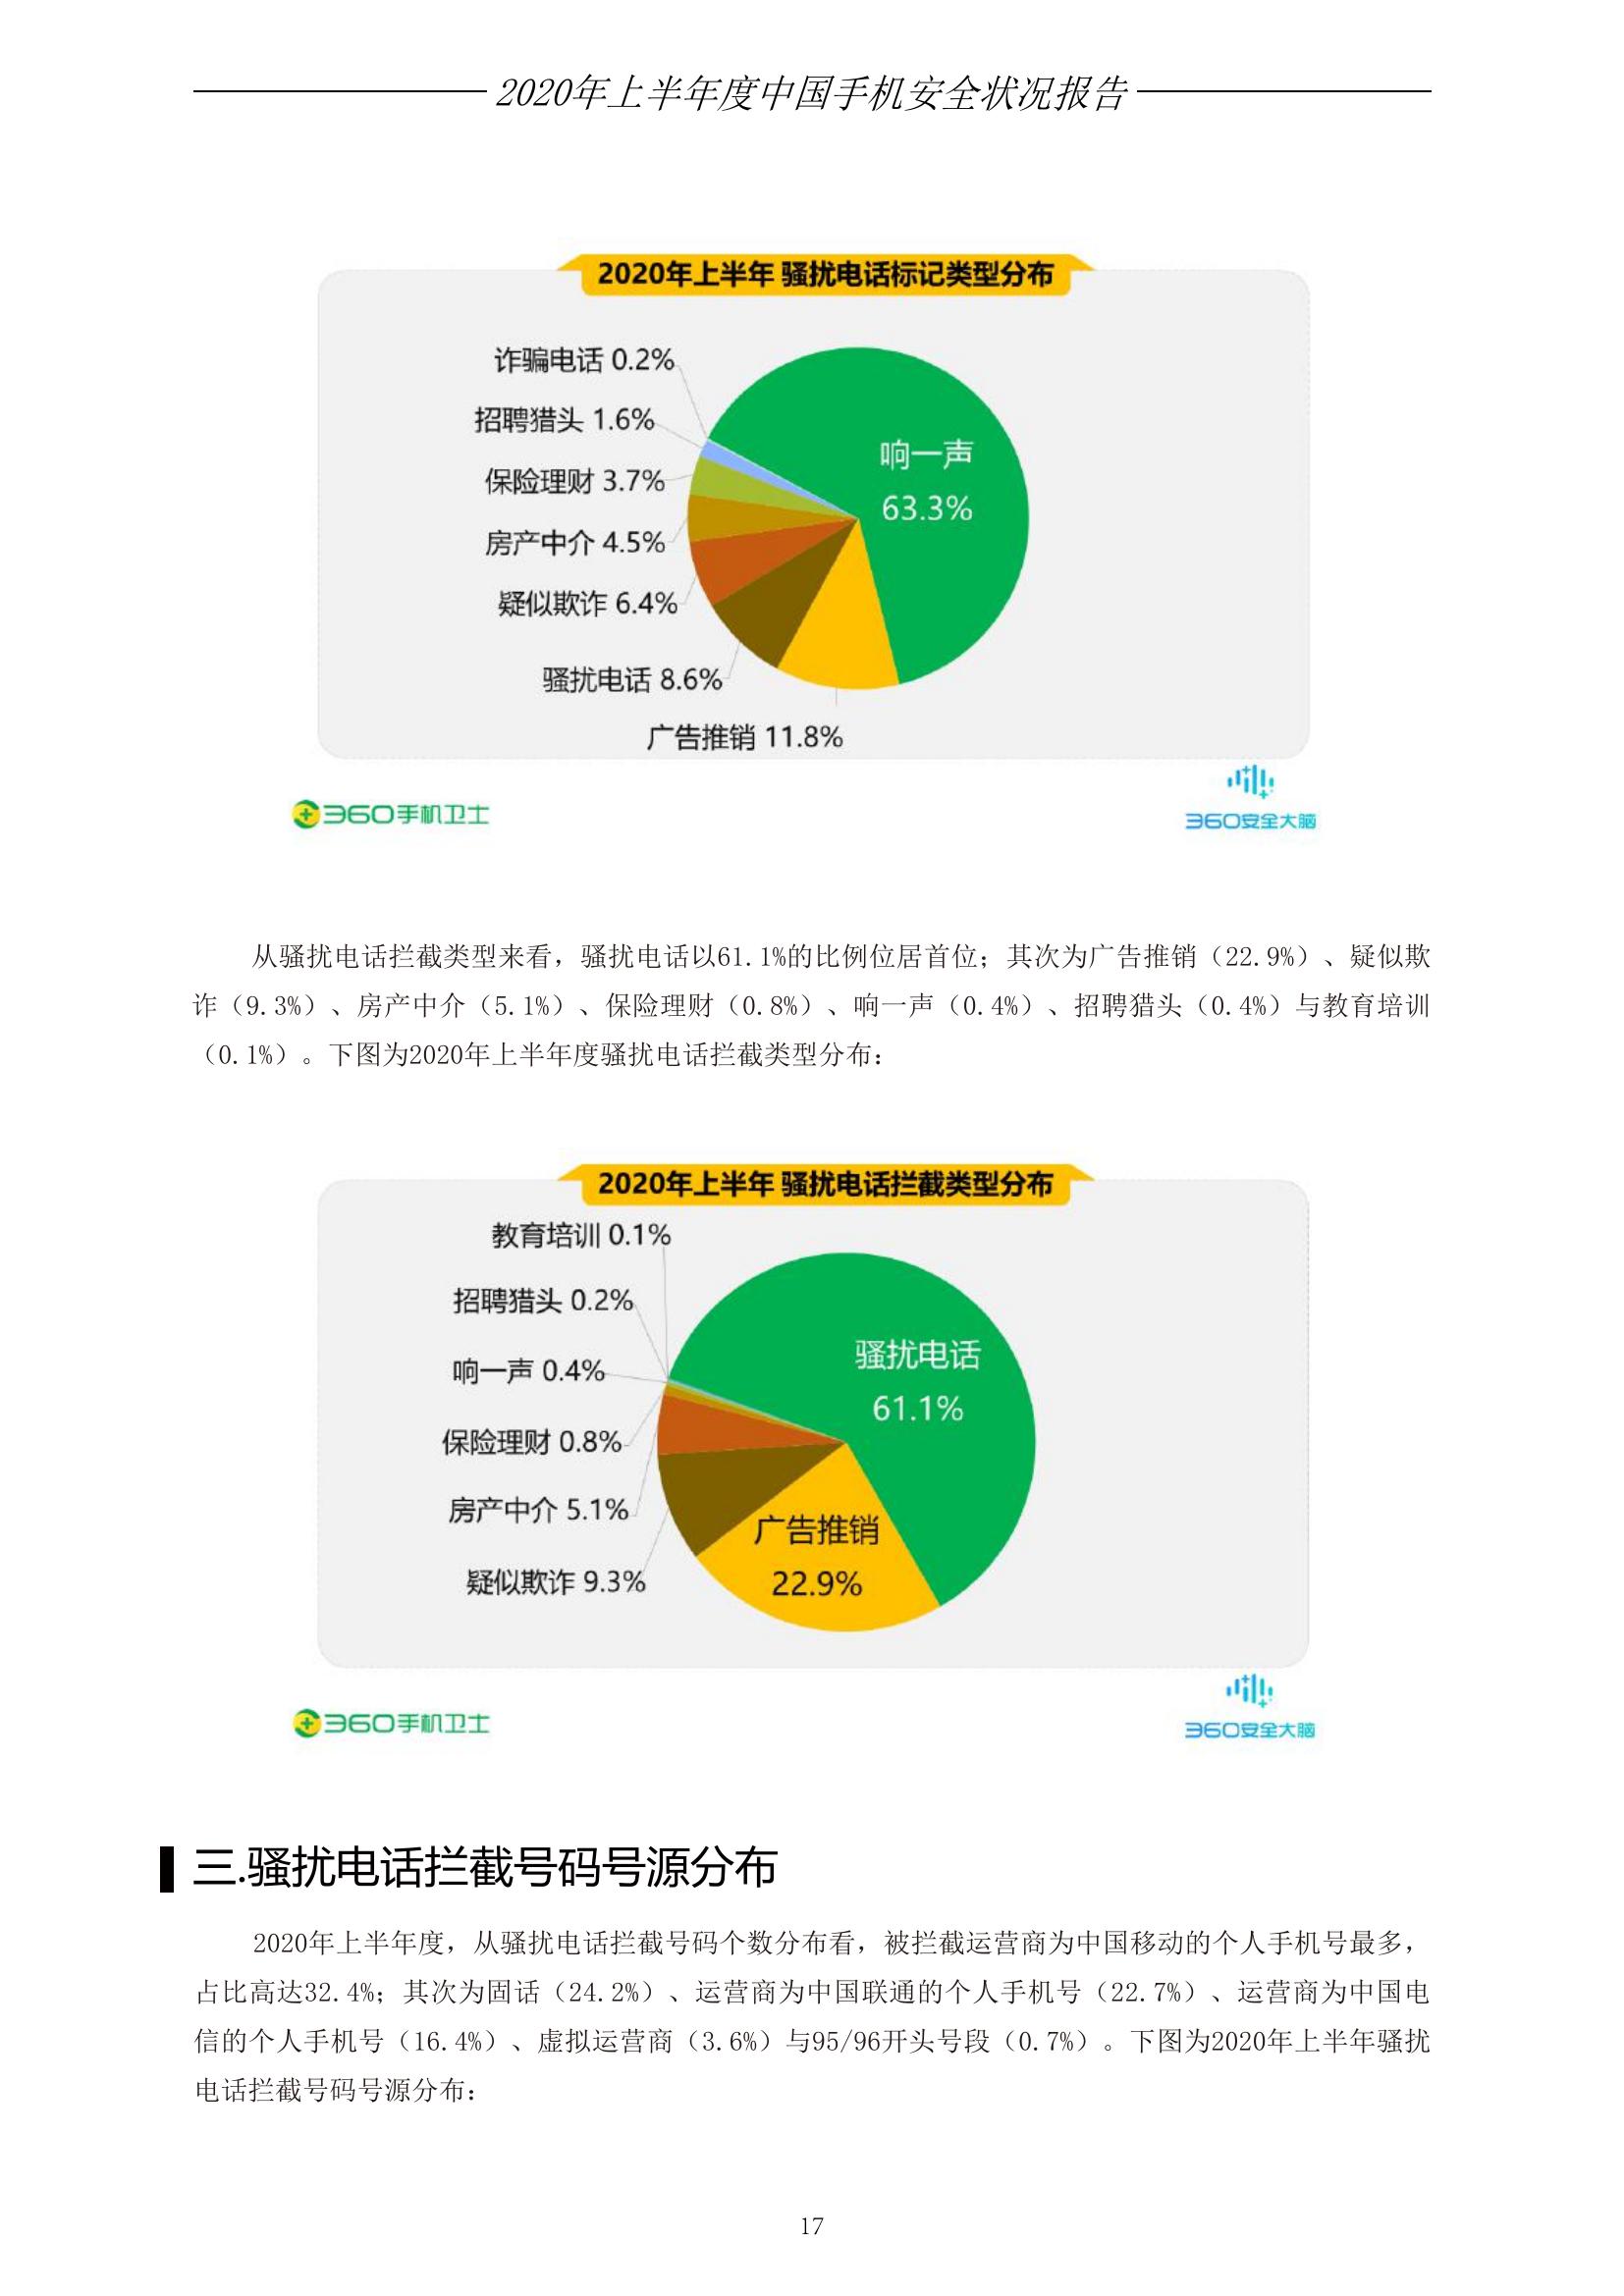 2020年上半年度中国手机安全状况报告
2020年上半年 骚扰电话标记类型分布
诈骗电话 0.2%
招聘猎头 1.6%
保险理财 3.7%
房产中介 4.5%
疑似欺诈 6.4%
骚扰电话 8.6%
广告推销 11.8%
响一声
63.3%
360手机卫士
360安全大脑
从骚扰电话拦截类型来看，骚扰电话以61.1%的比例位居首位；其次为广告推销（22.9%）、疑似欺
诈（9.3%）、房产中介（5.1%）、保险理财（0.8%）、响一声（0.4%）、招聘猎头（0.4%）与教育培训
（0.1%）。下图为2020年上半年度骚扰电话拦截类型分布：
2020年上半年 骚扰电话拦截类型分布
教育培训 0.1%
招聘猎头 0.2%
响一声 0.4%
保险理财 0.8%
房产中介 5.1%
疑似欺诈 9.3%
骚扰电话
61.1%
广告推销
22.9%
360手机卫士
360安全大脑
三.骚扰电话拦截号码号源分布
2020年上半年度，从骚扰电话拦截号码个数分布看，被拦截运营商为中国移动的个人手机号最多，
占比高达32.4%；其次为固话（24.2%）、运营商为中国联通的个人手机号（22.7%）、运营商为中国电
信的个人手机号（16.4%）、虚拟运营商（3.6%）与95/96开头号段（0.7%）。下图为2020年上半年骚扰
电话拦截号码号源分布：
17